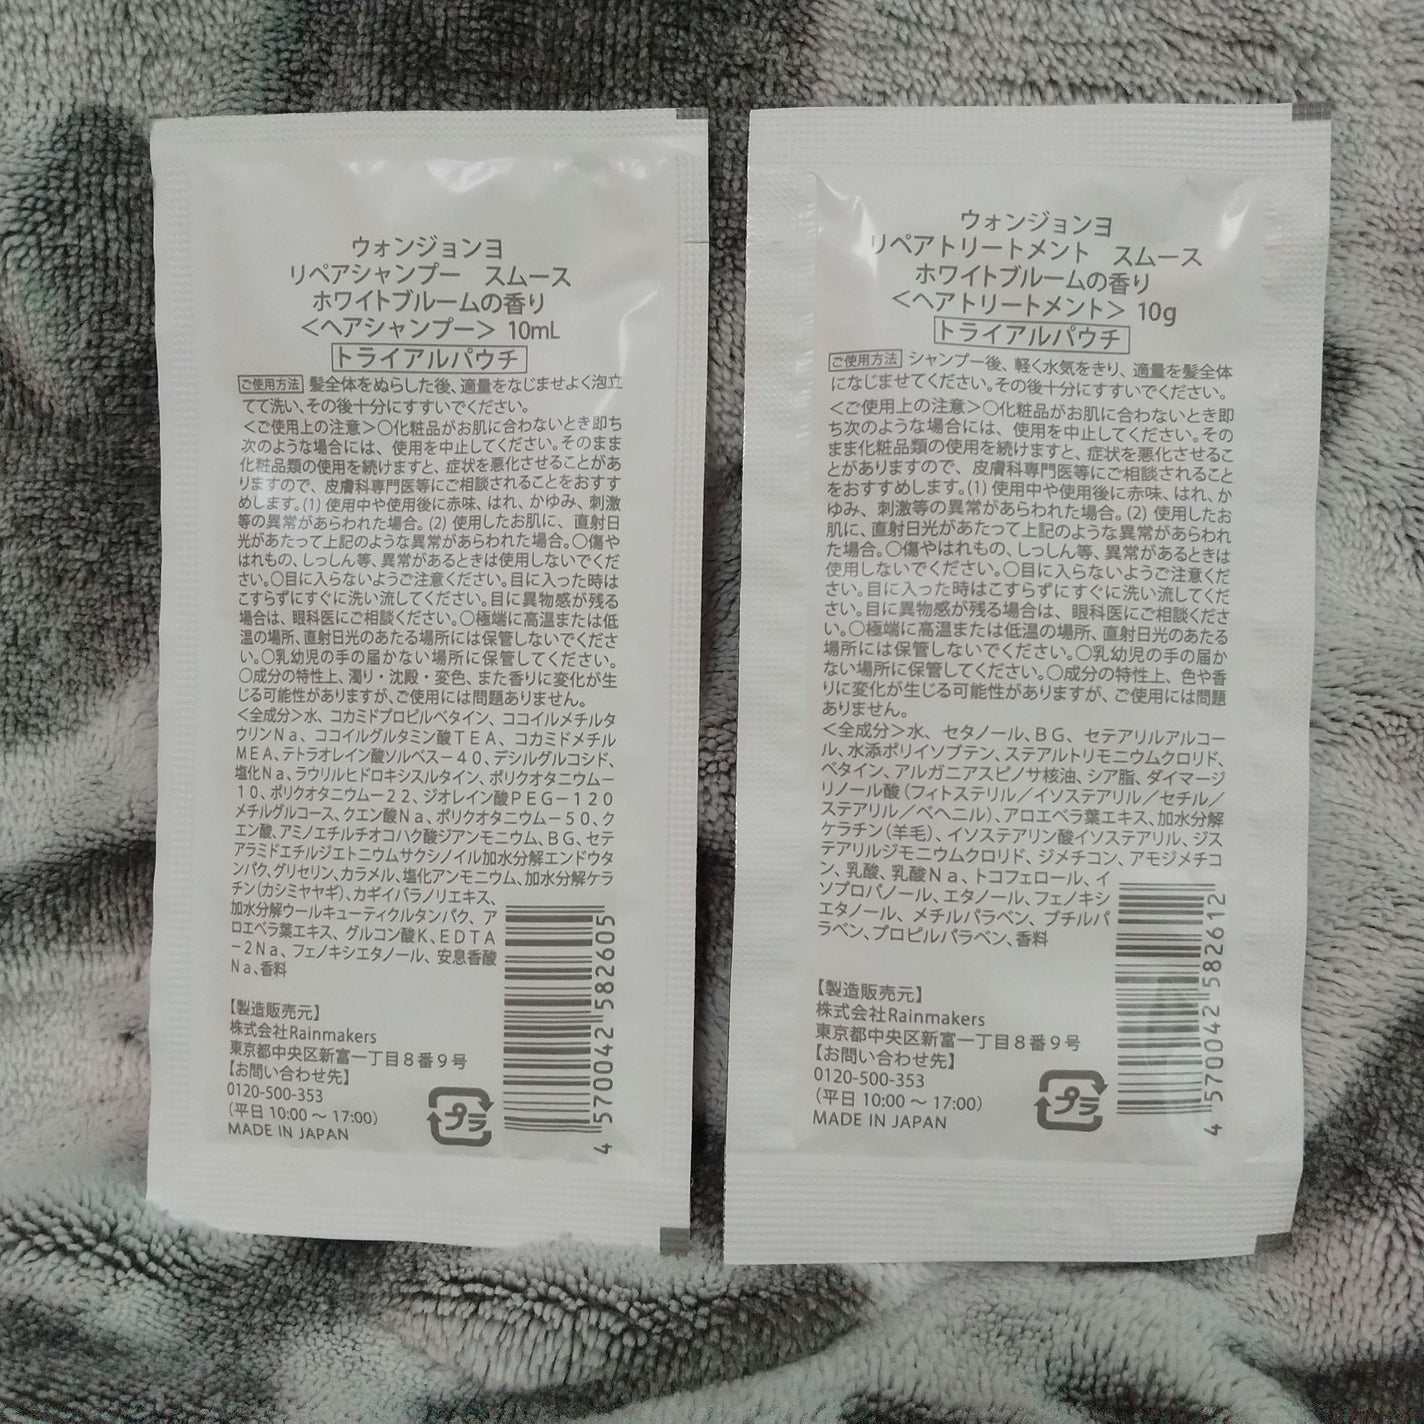 ウォンジョンヨ
リペアシャンプー　スムース
ホワイトブルームの香り
＜ヘアシャンプー＞ 10mL
トライアルパウチ
ご使用方法 髪全体をぬらした後、適量をなじませよく泡立
てて洗い、その後十分にすすいでください。
＜ご使用上の注意＞○化粧品がお肌に合わないとき即ち
次のような場合には、使用を中止してください。そのまま
化粧品類の使用を続けますと、症状を悪化させることがあ
りますので、皮膚科専門医等にご相談されることをおすす
めします。(1) 使用中や使用後に赤味、はれ、かゆみ、刺激
等の異常があらわれた場合。(2) 使用したお肌に、直射日
光があたって上記のような異常があらわれた場合。○傷や
はれもの、しっしん等、異常があるときは使用しないでくだ
さい。○目に入らないようご注意ください。目に入った時は
こすらずにすぐに洗い流してください。目に異物感が残る
場合は、眼科医にご相談ください。○極端に高温または低
温の場所、直射日光のあたる場所には保管しないでくださ
い。○乳幼児の手の届かない場所に保管してください。
○成分の特性上、濁り・沈殿・変色、また香りに変化が生
じる可能性がありますが、ご使用には問題ありません。
＜全成分＞水、コカミドプロピルベタイン、ココイルメチルタ
ウリンＮａ、ココイルグルタミン酸ＴＥＡ、コカミドメチル
ＭＥＡ、テトラオレイン酸ソルベス－４０、デシルグルコシド、
塩化Ｎａ、ラウリルヒドロキシスルタイン、ポリクオタニウム－
１０、ポリクオタニウム－２２、ジオレイン酸ＰＥＧ－１２０
メチルグルコース、クエン酸Ｎａ、ポリクオタニウム－５０、ク
エン酸、アミノエチルチオコハク酸ジアンモニウム、ＢＧ、セテ
アラミドエチルジエトニウムサクシノイル加水分解エンドウタ
ンパク、グリセリン、カラメル、塩化アンモニウム、加水分解ケラ
チン（カシミヤヤギ）、カギイバラノリエキス、
加水分解ウールキューティクルタンパク、ア
ロエベラ葉エキス、グルコン酸Ｋ、ＥＤＴＡ
－２Ｎａ、フェノキシエタノール、安息香酸
Ｎａ、香料
【製造販売元】
株式会社Rainmakers
東京都中央区新富一丁目８番９号
【お問い合わせ先】
0120-500-353
（平日 10:00 ～ 17:00）
MADE IN JAPAN
プラ
4 570042 582605
ウォンジョンヨ
リペアトリートメント　スムース
ホワイトブルームの香り
＜ヘアトリートメント＞ 10g
トライアルパウチ
ご使用方法 シャンプー後、軽く水気をきり、適量を髪全体
になじませてください。その後十分にすすいでください。
＜ご使用上の注意＞○化粧品がお肌に合わないとき即
ち次のような場合には、使用を中止してください。その
まま化粧品類の使用を続けますと、症状を悪化させるこ
とがありますので、皮膚科専門医等にご相談されること
をおすすめします。(1) 使用中や使用後に赤味、はれ、か
ゆみ、刺激等の異常があらわれた場合。(2) 使用したお
肌に、直射日光があたって上記のような異常があらわれ
た場合。○傷やはれもの、しっしん等、異常があるときは
使用しないでください。○目に入らないようご注意くだ
さい。目に入った時はこすらずにすぐに洗い流してくだ
さい。目に異物感が残る場合は、眼科医にご相談くださ
い。○極端に高温または低温の場所、直射日光のあたる
場所には保管しないでください。○乳幼児の手の届か
ない場所に保管してください。○成分の特性上、色や香
りに変化が生じる可能性がありますが、ご使用には問題
ありません。
＜全成分＞水、セタノール、ＢＧ、セテアリルアルコー
ル、水添ポリイソブテン、ステアルトリモニウムクロリド、
ベタイン、アルガニアスピノサ核油、シア脂、ダイマージ
リノール酸（フィトステリル／イソステアリル／セチル／
ステアリル／ベヘニル）、アロエベラ葉エキス、加水分解
ケラチン（羊毛）、イソステアリン酸イソステアリル、ジス
テアリルジモニウムクロリド、ジメチコン、アモジメチコ
ン、乳酸、乳酸Ｎａ、トコフェロール、イ
ソプロパノール、エタノール、フェノキシ
エタノール、メチルパラベン、ブチルパ
ラベン、プロピルパラベン、香料
【製造販売元】
株式会社Rainmakers
東京都中央区新富一丁目８番９号
【お問い合わせ先】
0120-500-353
（平日 10:00 ～ 17:00）
MADE IN JAPAN
プラ
4 570042 582612